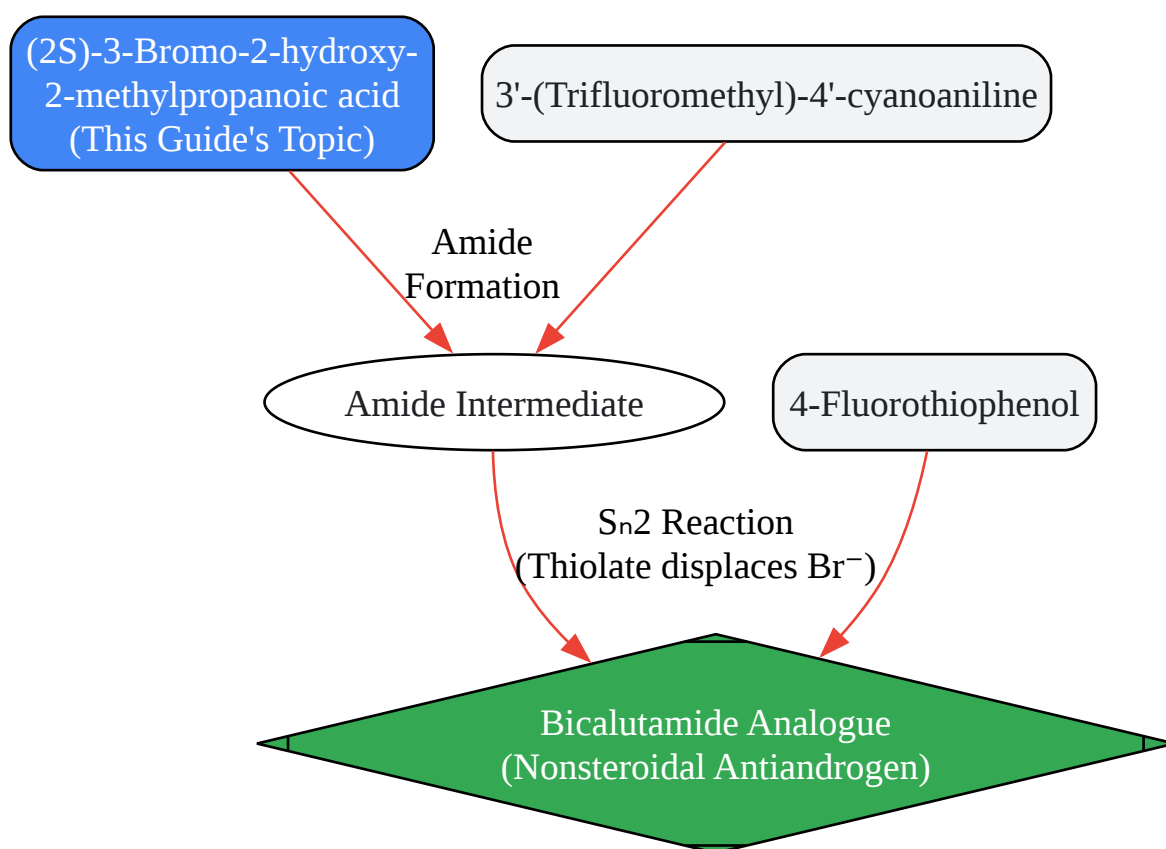 (2S)-3-Bromo-2-hydroxy-
2-methylpropanoic acid
(This Guide's Topic)
3'-(Trifluoromethyl)-4'-cyanoaniline
Amide
Formation
Amide Intermediate
4-Fluorothiophenol
Sₙ2 Reaction
(Thiolate displaces Br⁻)
Bicalutamide Analogue
(Nonsteroidal Antiandrogen)